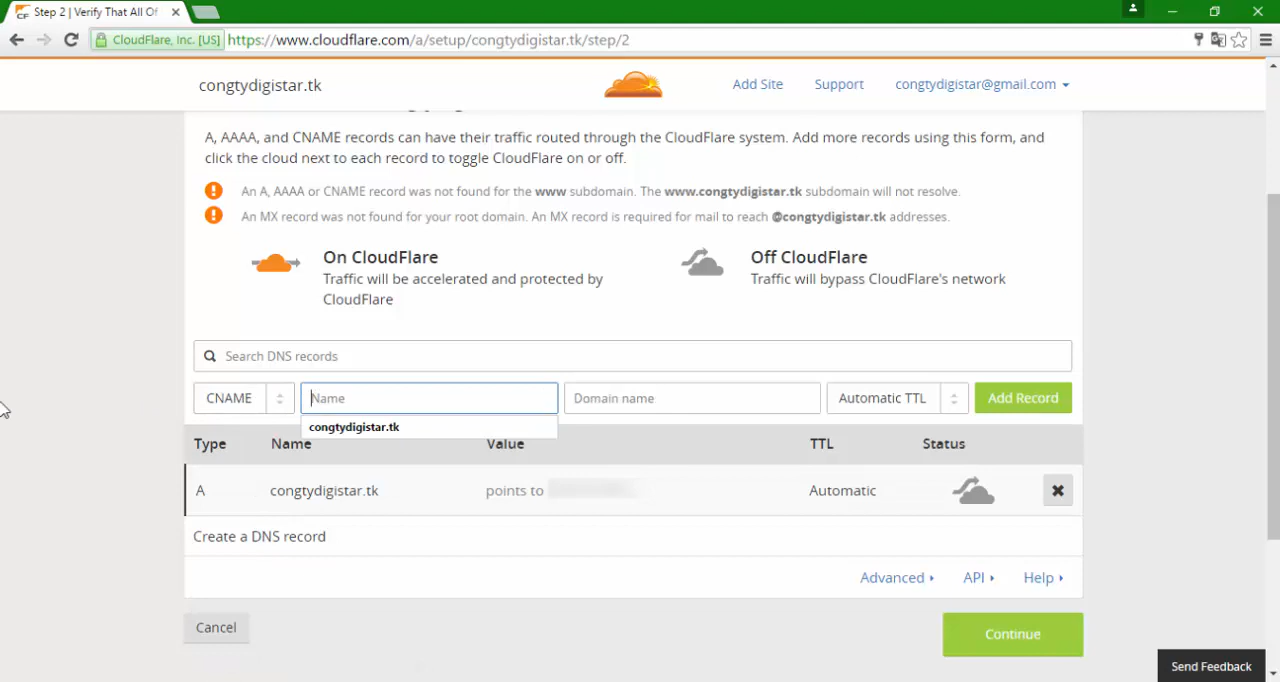 CF Step 2 | Verify That All Of
CloudFlare, Inc. [US] https://www.cloudflare.com/a/setup/congtydigistar.tk/step/2
congtydigistar.tk Add Site Support congtydigistar@gmail.com
A, AAAA, and CNAME records can have their traffic routed through the CloudFlare system. Add more records using this form, and
click the cloud next to each record to toggle CloudFlare on or off.
An A, AAAA or CNAME record was not found for the www subdomain. The www.congtydigistar.tk subdomain will not resolve.
An MX record was not found for your root domain. An MX record is required for mail to reach @congtydigistar.tk addresses.
On CloudFlare
Traffic will be accelerated and protected by
CloudFlare
Off CloudFlare
Traffic will bypass CloudFlare's network
Search DNS records
CNAME Name Domain name Automatic TTL Add Record
congtydigistar.tk
Type Name Value TTL Status
A congtydigistar.tk points to Automatic
Create a DNS record
Advanced API Help
Cancel Continue
Send Feedback